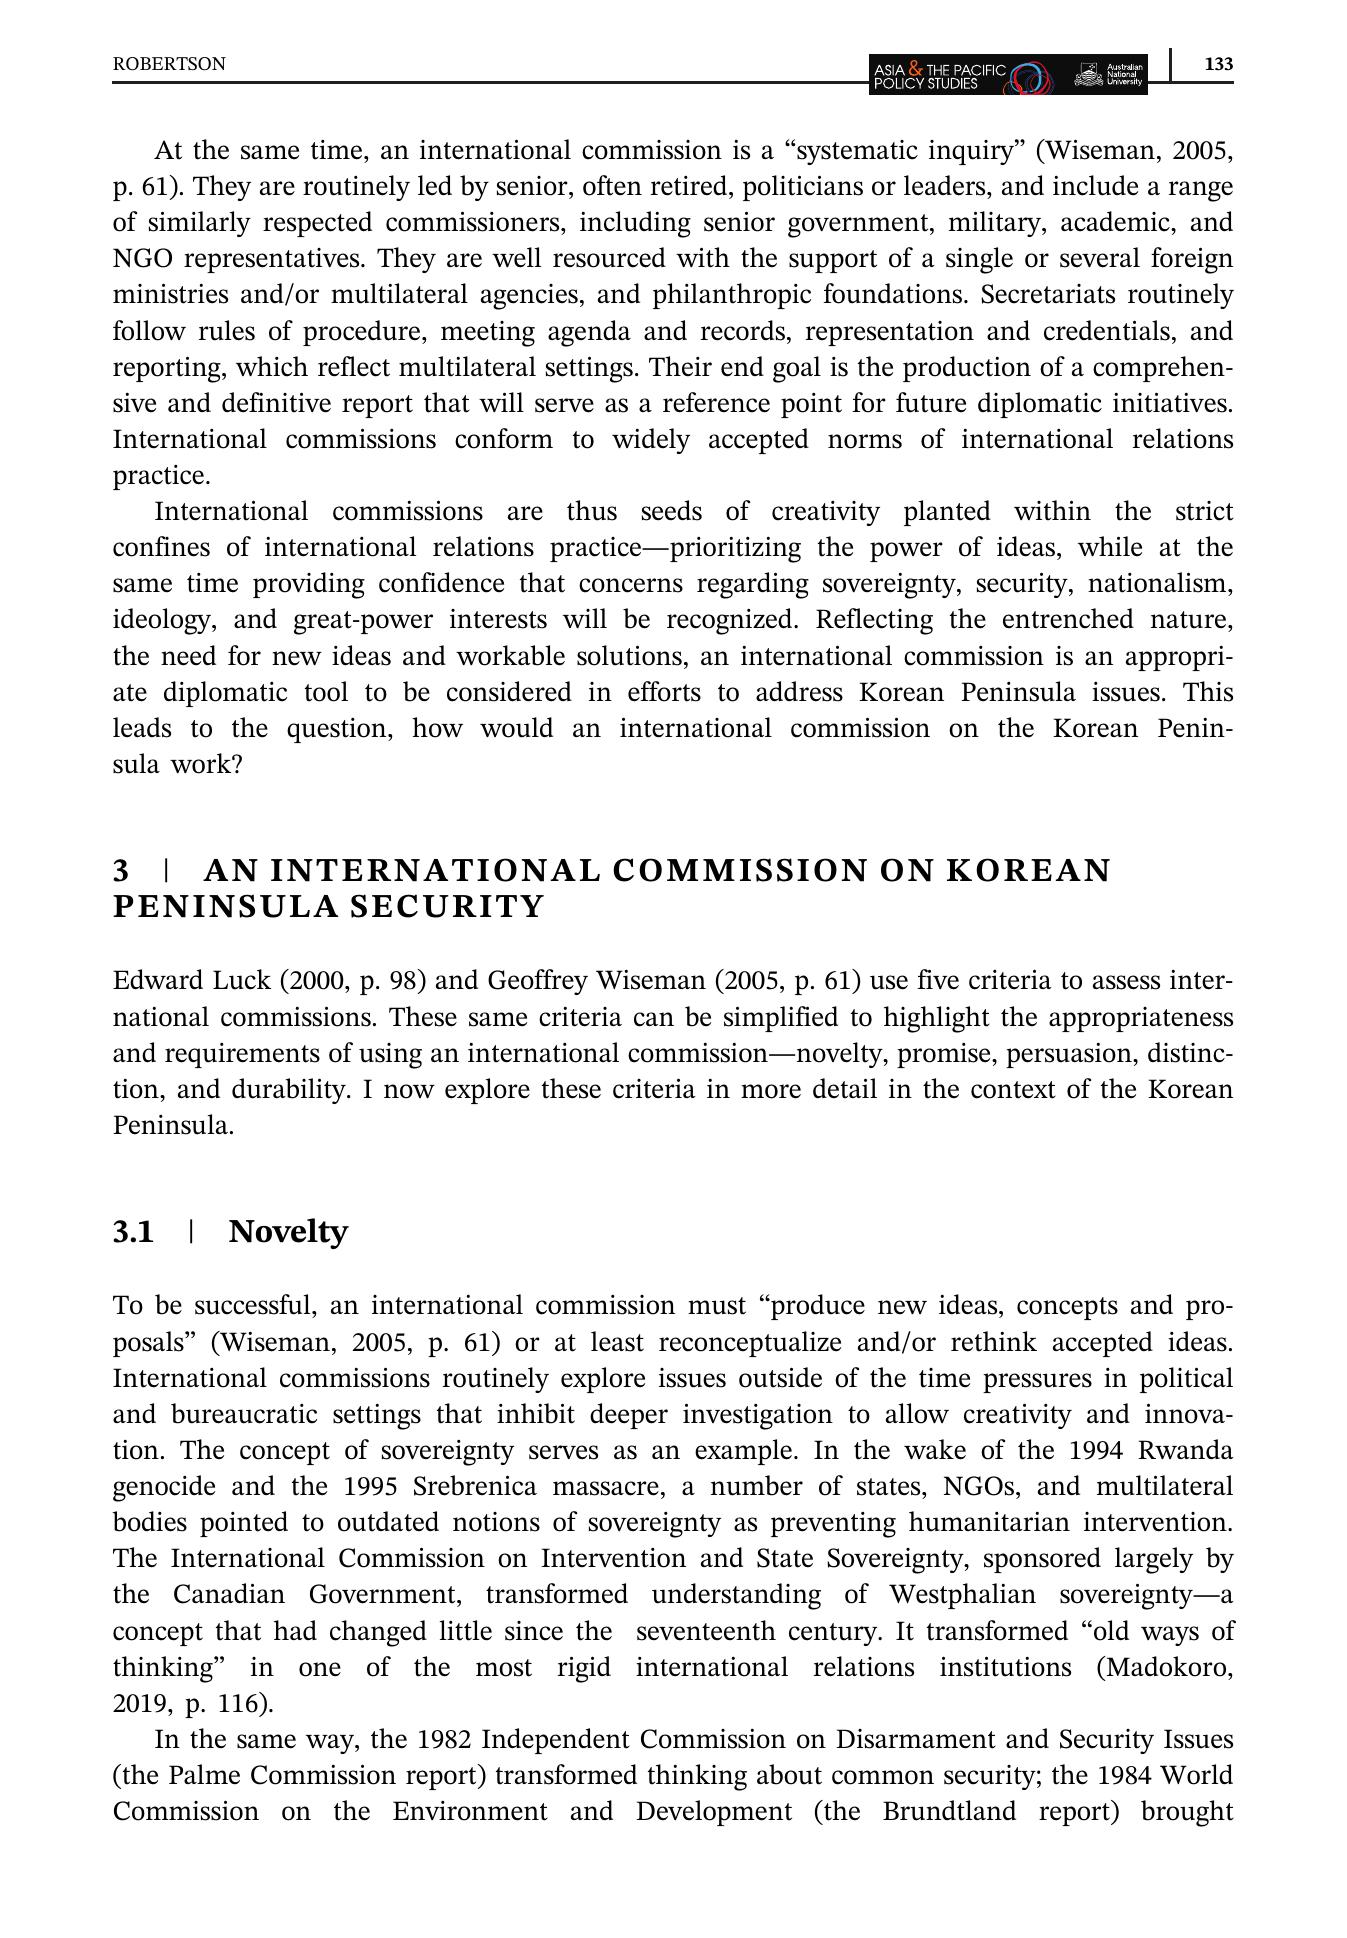 ROBERTSON
ASIA & THE PACIFIC
POLICY STUDIES
Australian
National
University
133
At the same time, an international commission is a “systematic inquiry” (Wiseman, 2005,
p. 61). They are routinely led by senior, often retired, politicians or leaders, and include a range
of similarly respected commissioners, including senior government, military, academic, and
NGO representatives. They are well resourced with the support of a single or several foreign
ministries and/or multilateral agencies, and philanthropic foundations. Secretariats routinely
follow rules of procedure, meeting agenda and records, representation and credentials, and
reporting, which reflect multilateral settings. Their end goal is the production of a comprehen-
sive and definitive report that will serve as a reference point for future diplomatic initiatives.
International commissions conform to widely accepted norms of international relations
practice.
International commissions are thus seeds of creativity planted within the strict
confines of international relations practice—prioritizing the power of ideas, while at the
same time providing confidence that concerns regarding sovereignty, security, nationalism,
ideology, and great-power interests will be recognized. Reflecting the entrenched nature,
the need for new ideas and workable solutions, an international commission is an appropri-
ate diplomatic tool to be considered in efforts to address Korean Peninsula issues. This
leads to the question, how would an international commission on the Korean Penin-
sula work?
3 | AN INTERNATIONAL COMMISSION ON KOREAN
PENINSULA SECURITY
Edward Luck (2000, p. 98) and Geoffrey Wiseman (2005, p. 61) use five criteria to assess inter-
national commissions. These same criteria can be simplified to highlight the appropriateness
and requirements of using an international commission—novelty, promise, persuasion, distinc-
tion, and durability. I now explore these criteria in more detail in the context of the Korean
Peninsula.
3.1 | Novelty
To be successful, an international commission must “produce new ideas, concepts and pro-
posals” (Wiseman, 2005, p. 61) or at least reconceptualize and/or rethink accepted ideas.
International commissions routinely explore issues outside of the time pressures in political
and bureaucratic settings that inhibit deeper investigation to allow creativity and innova-
tion. The concept of sovereignty serves as an example. In the wake of the 1994 Rwanda
genocide and the 1995 Srebrenica massacre, a number of states, NGOs, and multilateral
bodies pointed to outdated notions of sovereignty as preventing humanitarian intervention.
The International Commission on Intervention and State Sovereignty, sponsored largely by
the Canadian Government, transformed understanding of Westphalian sovereignty—a
concept that had changed little since the seventeenth century. It transformed “old ways of
thinking” in one of the most rigid international relations institutions (Madokoro,
2019, p. 116).
In the same way, the 1982 Independent Commission on Disarmament and Security Issues
(the Palme Commission report) transformed thinking about common security; the 1984 World
Commission on the Environment and Development (the Brundtland report) brought